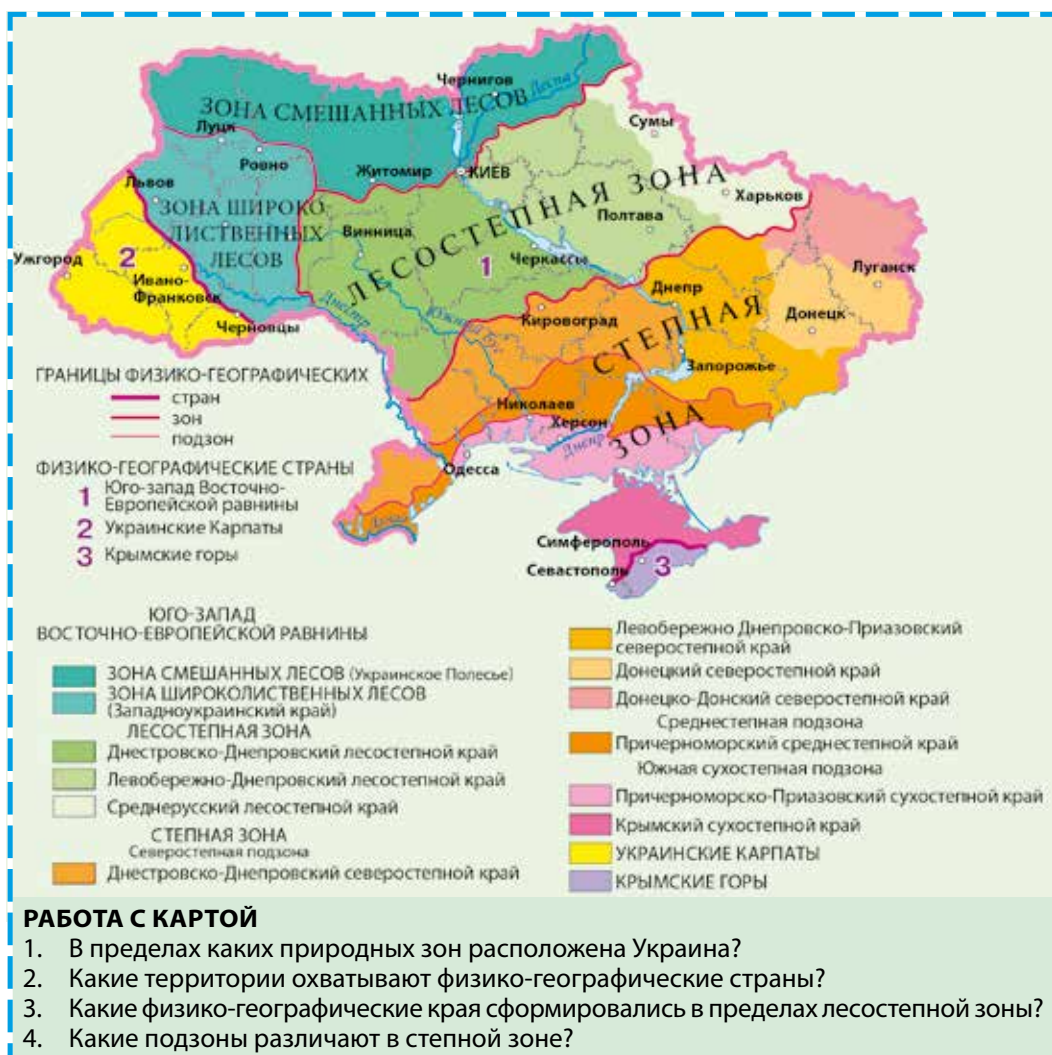 Чернигов
Десна
ЗОНА СМЕШАННЫХ ЛЕСОВ
Луцк
Ровно
Житомир
КИЕВ
Сумы
Львов
ЗОНА ШИРОКО
ЛИСТВЕННЫХ
ЛЕСОВ
Винница
ЛЕСОСТЕПНАЯ ЗОНА
Полтава
Харьков
Ужгород
2
Ивано-
Франковск
Черновцы
Днестр
Южный Буг
1
Черкассы
Кировоград
Днепр
Луганск
Донецк
СТЕПНАЯ
ЗОНА
Запорожье
Николаев
Херсон
Днепр
Одесса
Дунай
Симферополь
Севастополь
3
ГРАНИЦЫ ФИЗИКО-ГЕОГРАФИЧЕСКИХ
стран
зон
подзон
ФИЗИКО-ГЕОГРАФИЧЕСКИЕ СТРАНЫ
1 Юго-запад Восточно-
Европейской равнины
2 Украинские Карпаты
3 Крымские горы
ЮГО-ЗАПАД
ВОСТОЧНО-ЕВРОПЕЙСКОЙ РАВНИНЫ
ЗОНА СМЕШАННЫХ ЛЕСОВ (Украинское Полесье)
ЗОНА ШИРОКОЛИСТВЕННЫХ ЛЕСОВ
(Западноукраинский край)
ЛЕСОСТЕПНАЯ ЗОНА
Днестровско-Днепровский лесостепной край
Левобережно-Днепровский лесостепной край
Среднерусский лесостепной край
СТЕПНАЯ ЗОНА
Северостепная подзона
Днестровско-Днепровский северостепной край
Левобережно Днепровско-Приазовский
северостепной край
Донецкий северостепной край
Донецко-Донский северостепной край
Среднестепная подзона
Причерноморский среднестепной край
Южная сухостепная подзона
Причерноморско-Приазовский сухостепной край
Крымский сухостепной край
УКРАИНСКИЕ КАРПАТЫ
КРЫМСКИЕ ГОРЫ
РАБОТА С КАРТОЙ
1. В пределах каких природных зон расположена Украина?
2. Какие территории охватывают физико-географические страны?
3. Какие физико-географические края сформировались в пределах лесостепной зоны?
4. Какие подзоны различают в степной зоне?